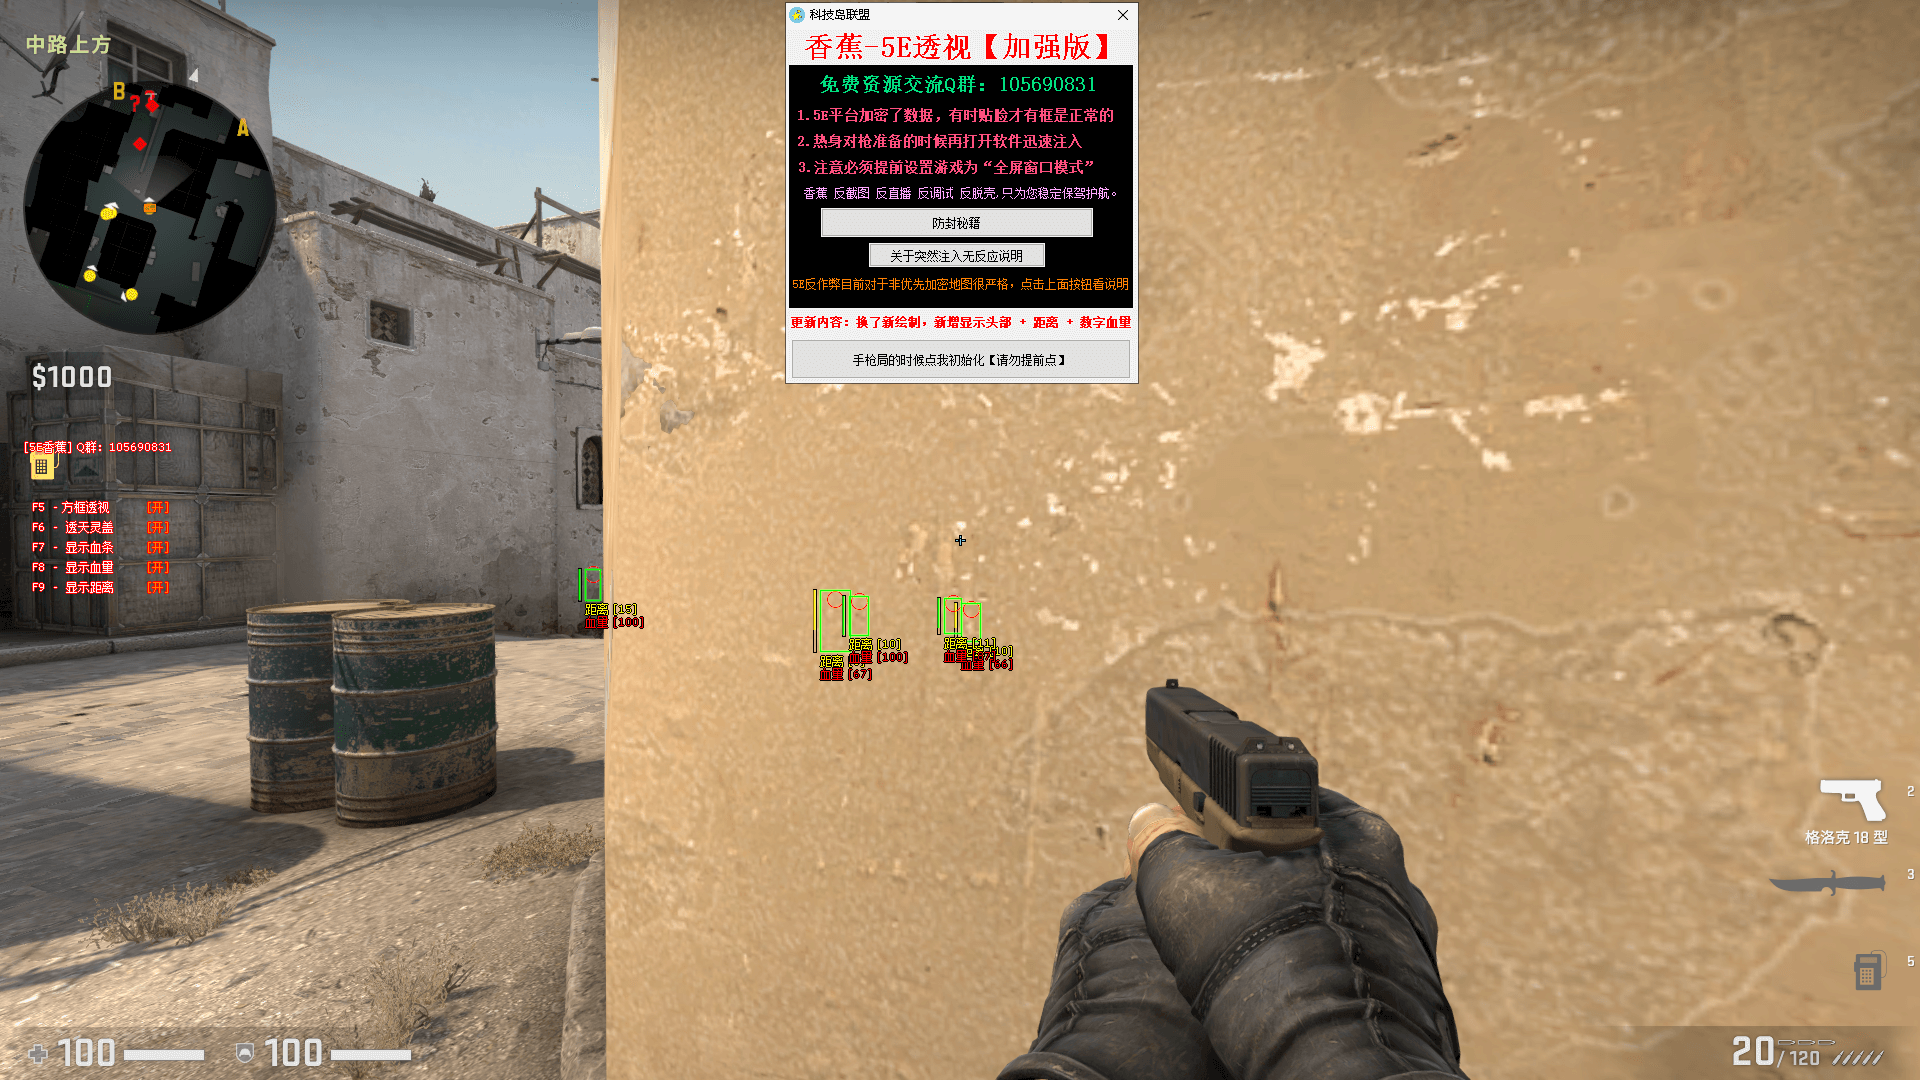 中路上方
B
A
?
$1000
[5E香蕉] Q群: 105690831
F5 - 方框透视 [开]
F6 - 透天灵盖 [开]
F7 - 显示血条 [开]
F8 - 显示血量 [开]
F9 - 显示距离 [开]
科技岛联盟
香蕉-5E透视【加强版】
免费资源交流Q群: 105690831
1.5E平台加密了数据，有时贴脸才有框是正常的
2.热身对枪准备的时候再打开软件迅速注入
3.注意必须提前设置游戏为“全屏窗口模式”
香蕉 反截图 反直播 反调试 反脱壳,只为您稳定保驾护航。
防封秘籍
关于突然注入无反应说明
5E反作弊目前对于非优先加密地图很严格，点击上面按钮看说明
更新内容: 换了新绘制，新增显示头部 + 距离 + 数字血量
手枪局的时候点我初始化【请勿提前点】
距离 [15]
血量 [100]
距离 [10]
血量 [100]
距离
血量 [67]
距离 [11]
血量 [66]
2
格洛克 18 型
3
5
100
100
20/120